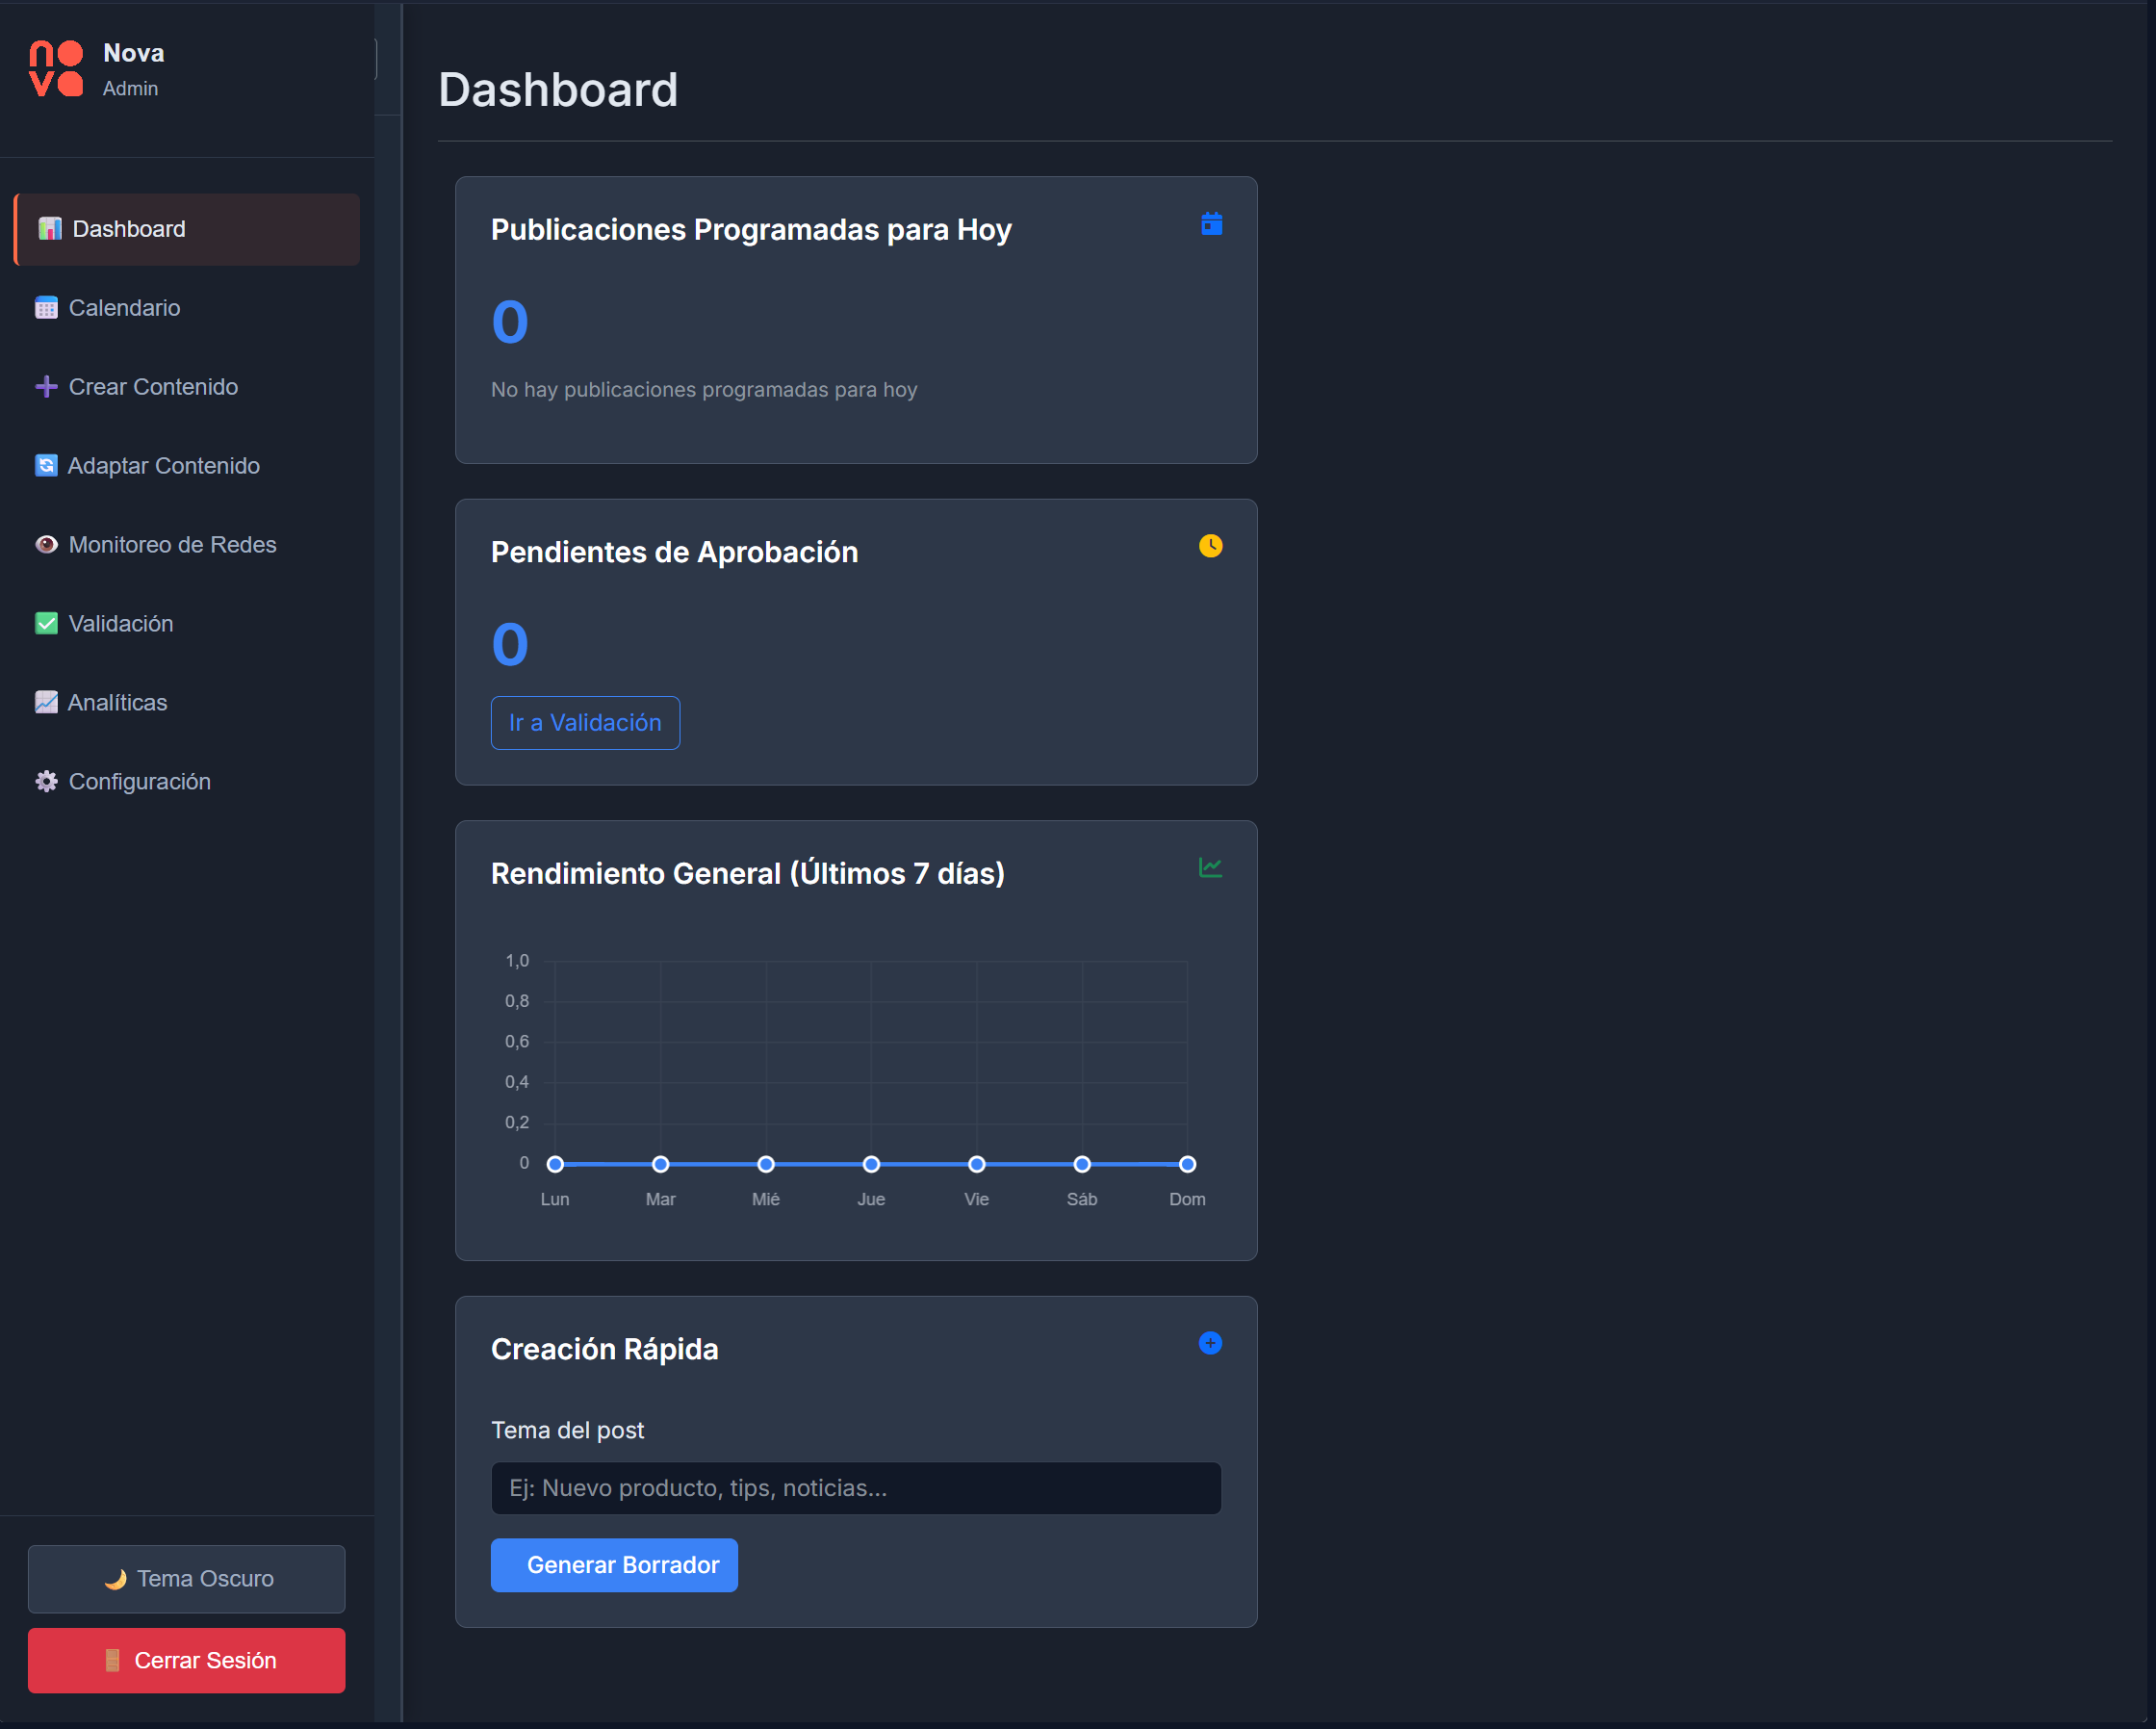 nova
Nova
Admin
Dashboard
Calendario
Crear Contenido
Adaptar Contenido
Monitoreo de Redes
Validación
Analíticas
Configuración
Tema Oscuro
Cerrar Sesión
Dashboard
Publicaciones Programadas para Hoy
0
No hay publicaciones programadas para hoy
Pendientes de Aprobación
0
Ir a Validación
Rendimiento General (Últimos 7 días)
1,0
0,8
0,6
0,4
0,2
0
Lun Mar Mié Jue Vie Sáb Dom
Creación Rápida
Tema del post
Ej: Nuevo producto, tips, noticias...
Generar Borrador